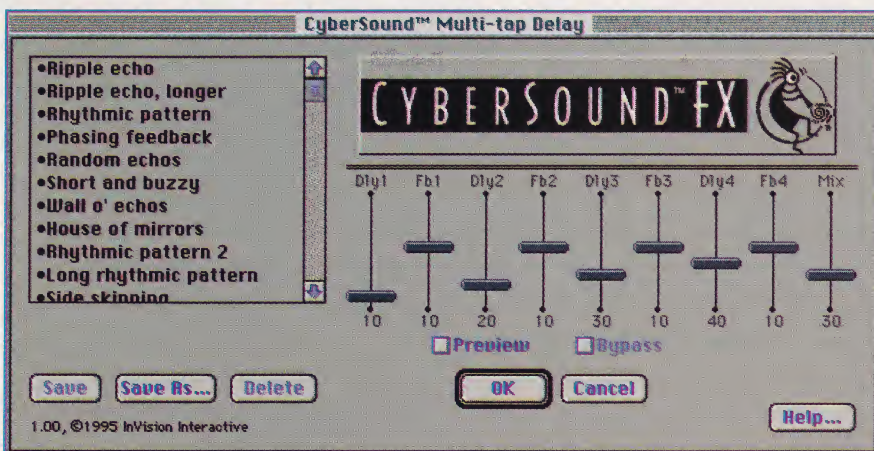 CyberSound™ Multi-tap Delay
•Ripple echo
•Ripple echo, longer
•Rhythmic pattern
•Phasing feedback
•Random echos
•Short and buzzy
•Wall o' echos
•House of mirrors
•Rhythmic pattern 2
•Long rhythmic pattern
•Side skipping
CYBERSOUND™ FX
Dly1 Fb1 Dly2 Fb2 Dly3 Fb3 Dly4 Fb4 Mix
10 10 20 10 30 10 40 10 30
Preview Bypass
Save Save As... Delete OK Cancel
Help...
1.00, ©1995 InVision Interactive